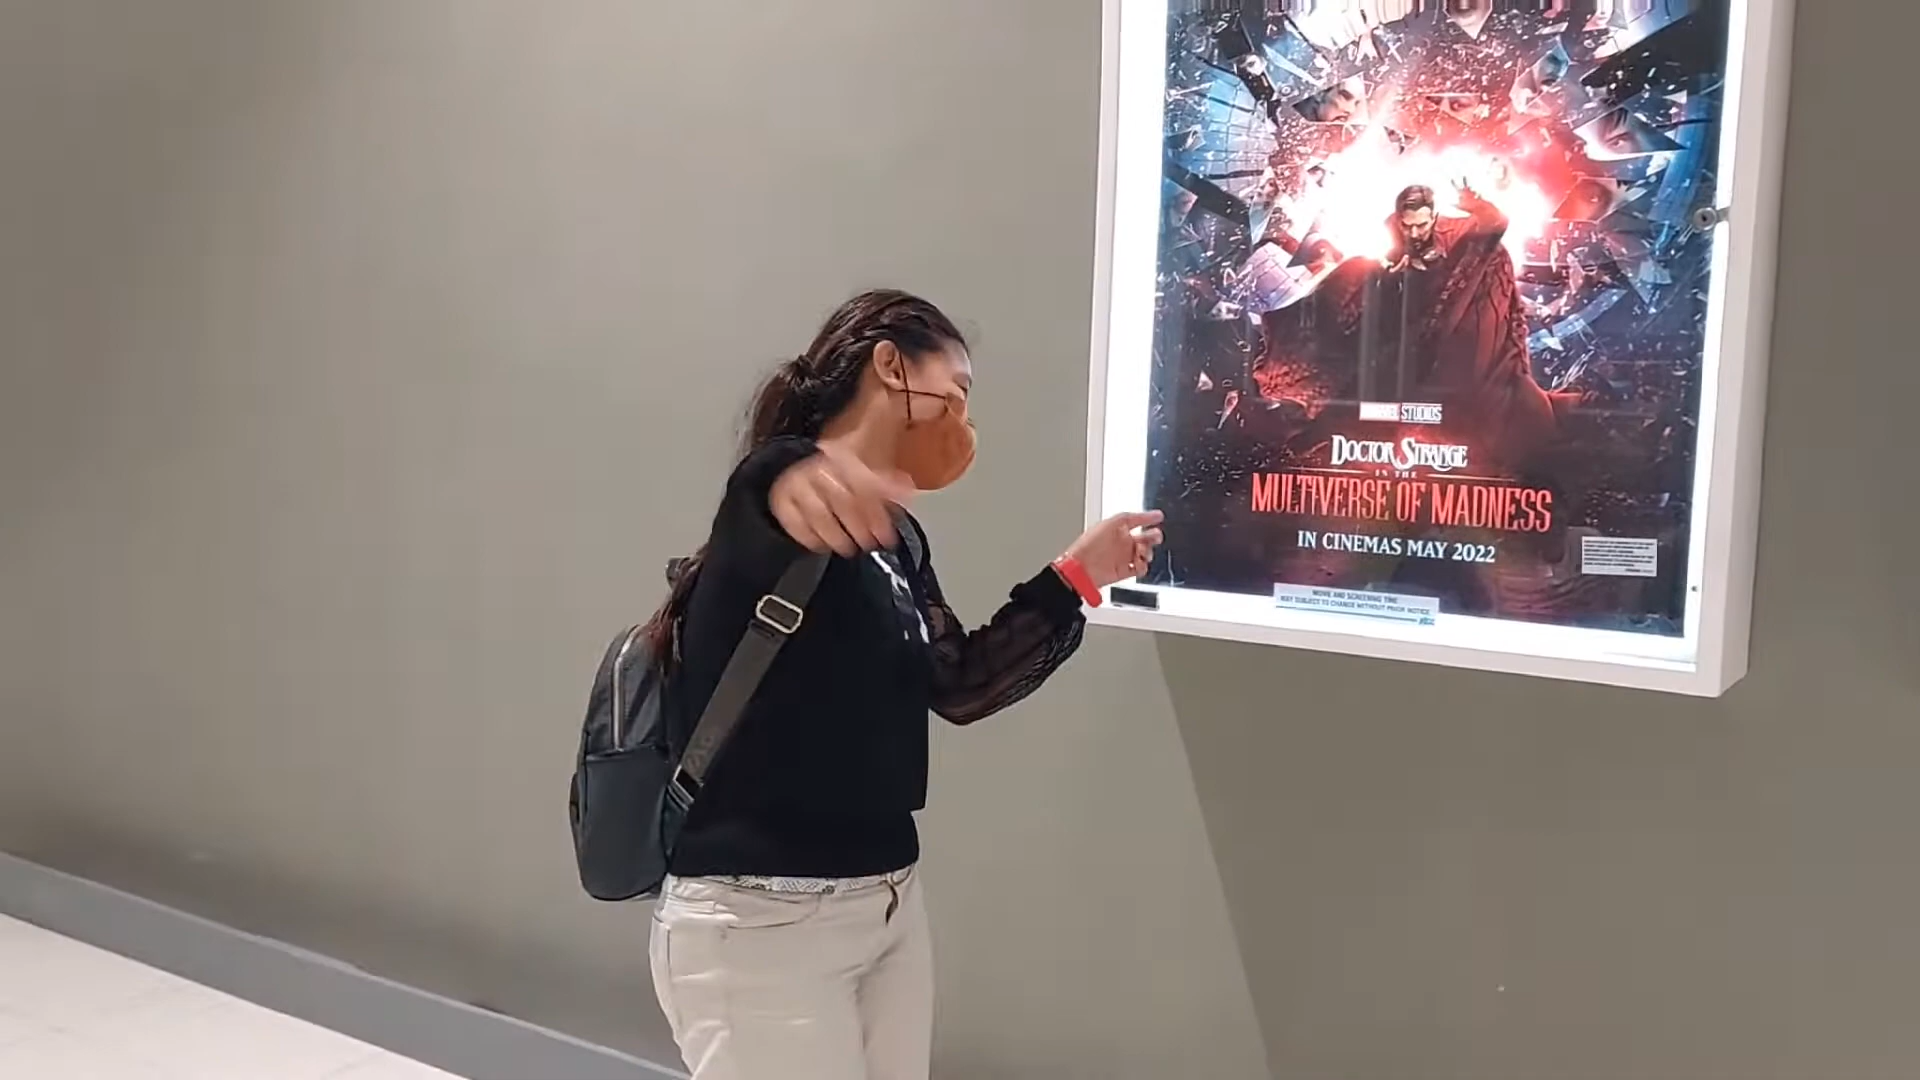 MARVEL STUDIOS
DOCTOR STRANGE
IN THE
MULTIVERSE OF MADNESS
IN CINEMAS MAY 2022
MOVIE AND SCREENING TIME
MAY SUBJECT TO CHANGE WITHOUT PRIOR NOTICE